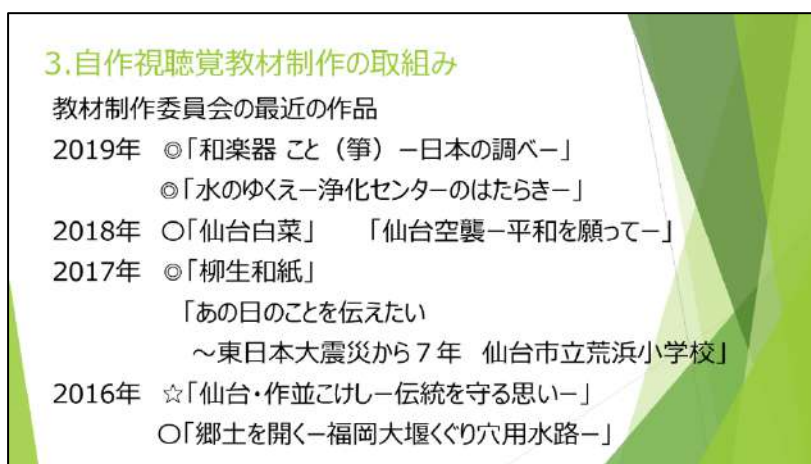 3.自作視聴覚教材制作の取組み
教材制作委員会の最近の作品
2019年 ◎「和楽器 こと（箏）ー日本の調べー」
◎「水のゆくえー浄化センターのはたらきー」
2018年 〇「仙台白菜」 「仙台空襲ー平和を願ってー」
2017年 ◎「柳生和紙」
「あの日のことを伝えたい
～東日本大震災から７年 仙台市立荒浜小学校」
2016年 ☆「仙台・作並こけしー伝統を守る思いー」
〇「郷土を開くー福岡大堰くぐり穴用水路ー」